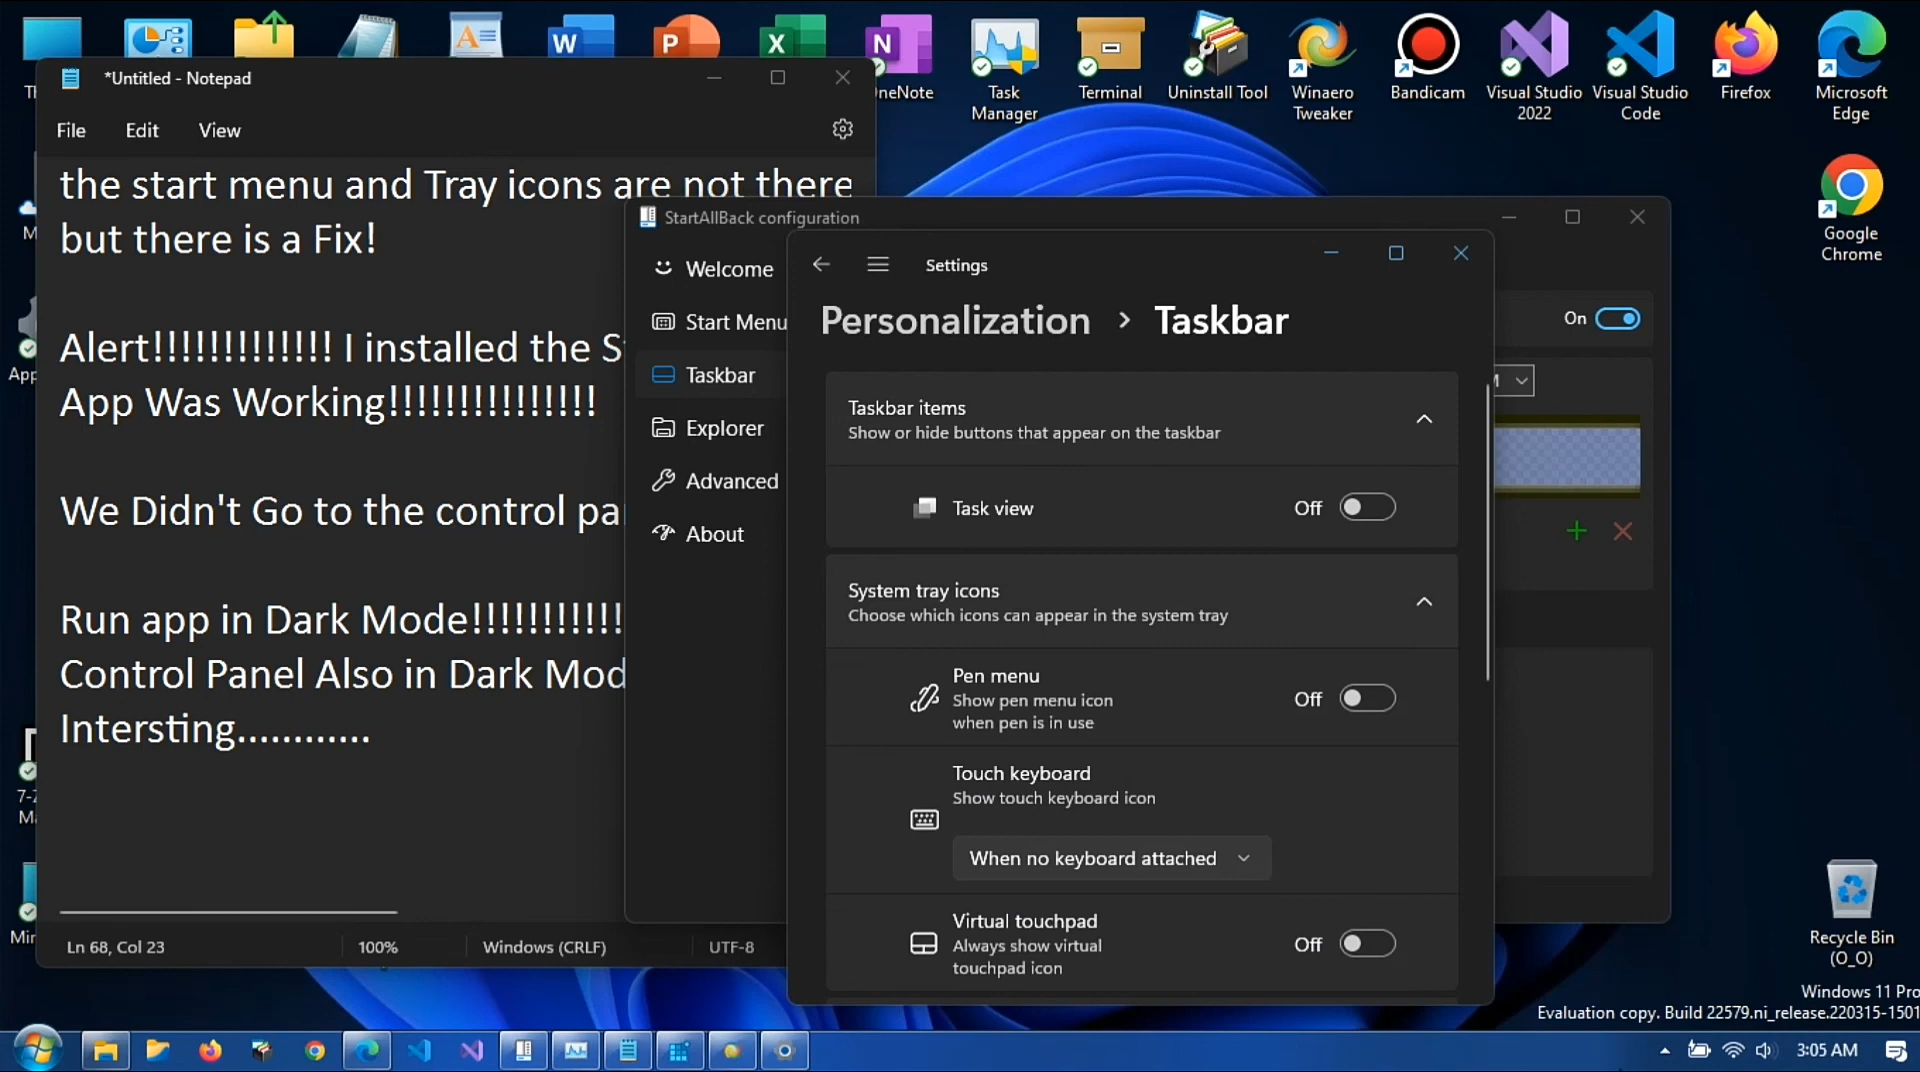 OneNote
Task
Manager
Terminal
Uninstall Tool
Winaero
Tweaker
Bandicam
Visual Studio
2022
Visual Studio
Code
Firefox
Microsoft
Edge
Google
Chrome
*Untitled - Notepad
File
Edit
View
the start menu and Tray icons are not there
but there is a Fix!
Alert!!!!!!!!!!!!! I installed the S
App Was Working!!!!!!!!!!!!!!!
We Didn't Go to the control pa
Run app in Dark Mode!!!!!!!!!!!
Control Panel Also in Dark Mod
Intersting............
Ln 68, Col 23
100%
Windows (CRLF)
UTF-8
StartAllBack configuration
Welcome
Start Menu
Taskbar
Explorer
Advanced
About
On
Settings
Personalization > Taskbar
Taskbar items
Show or hide buttons that appear on the taskbar
Task view
Off
System tray icons
Choose which icons can appear in the system tray
Pen menu
Show pen menu icon
when pen is in use
Off
Touch keyboard
Show touch keyboard icon
When no keyboard attached
Virtual touchpad
Always show virtual
touchpad icon
Off
Recycle Bin
(O_O)
Windows 11 Pro
Evaluation copy. Build 22579.ni_release.220315-1501
3:05 AM